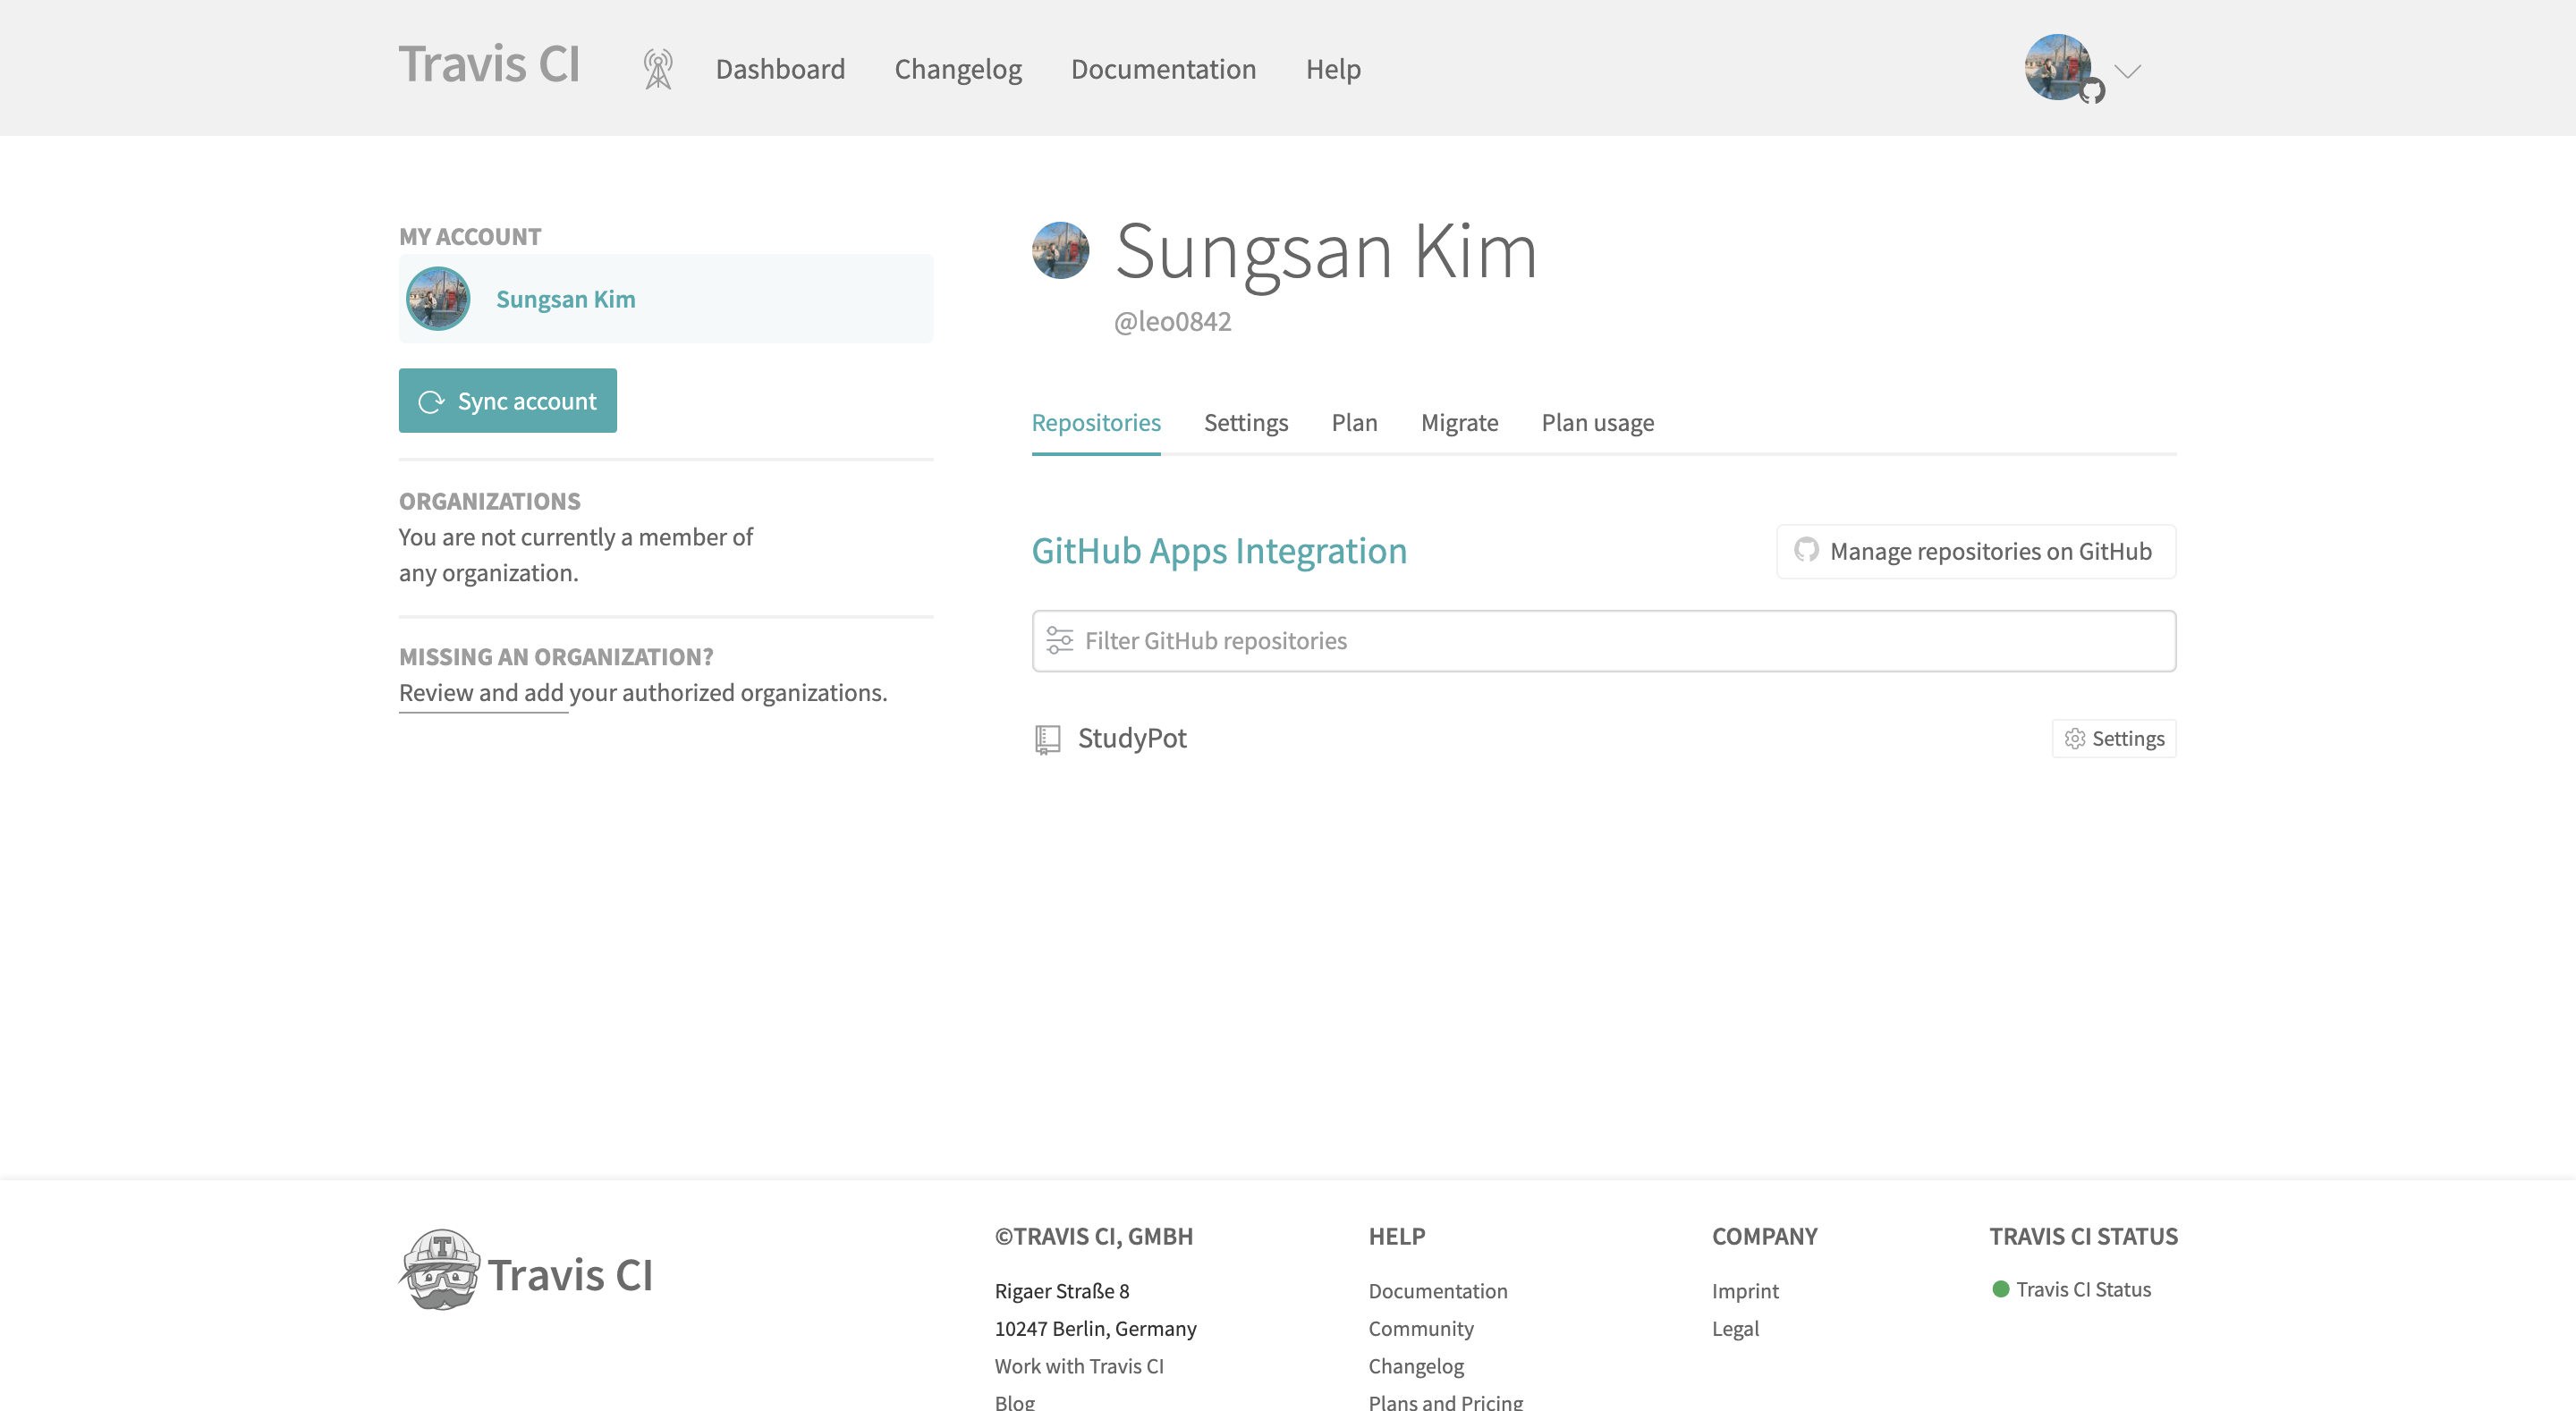 Travis CI
Dashboard
Changelog
Documentation
Help
MY ACCOUNT
Sungsan Kim
Sync account
ORGANIZATIONS
You are not currently a member of
any organization.
MISSING AN ORGANIZATION?
Review and add your authorized organizations.
Sungsan Kim
@leo0842
Repositories
Settings
Plan
Migrate
Plan usage
GitHub Apps Integration
Manage repositories on GitHub
Filter GitHub repositories
StudyPot
Settings
T
Travis CI
©TRAVIS CI, GMBH
Rigaer Straße 8
10247 Berlin, Germany
Work with Travis CI
Blog
HELP
Documentation
Community
Changelog
Plans and Pricing
COMPANY
Imprint
Legal
TRAVIS CI STATUS
Travis CI Status